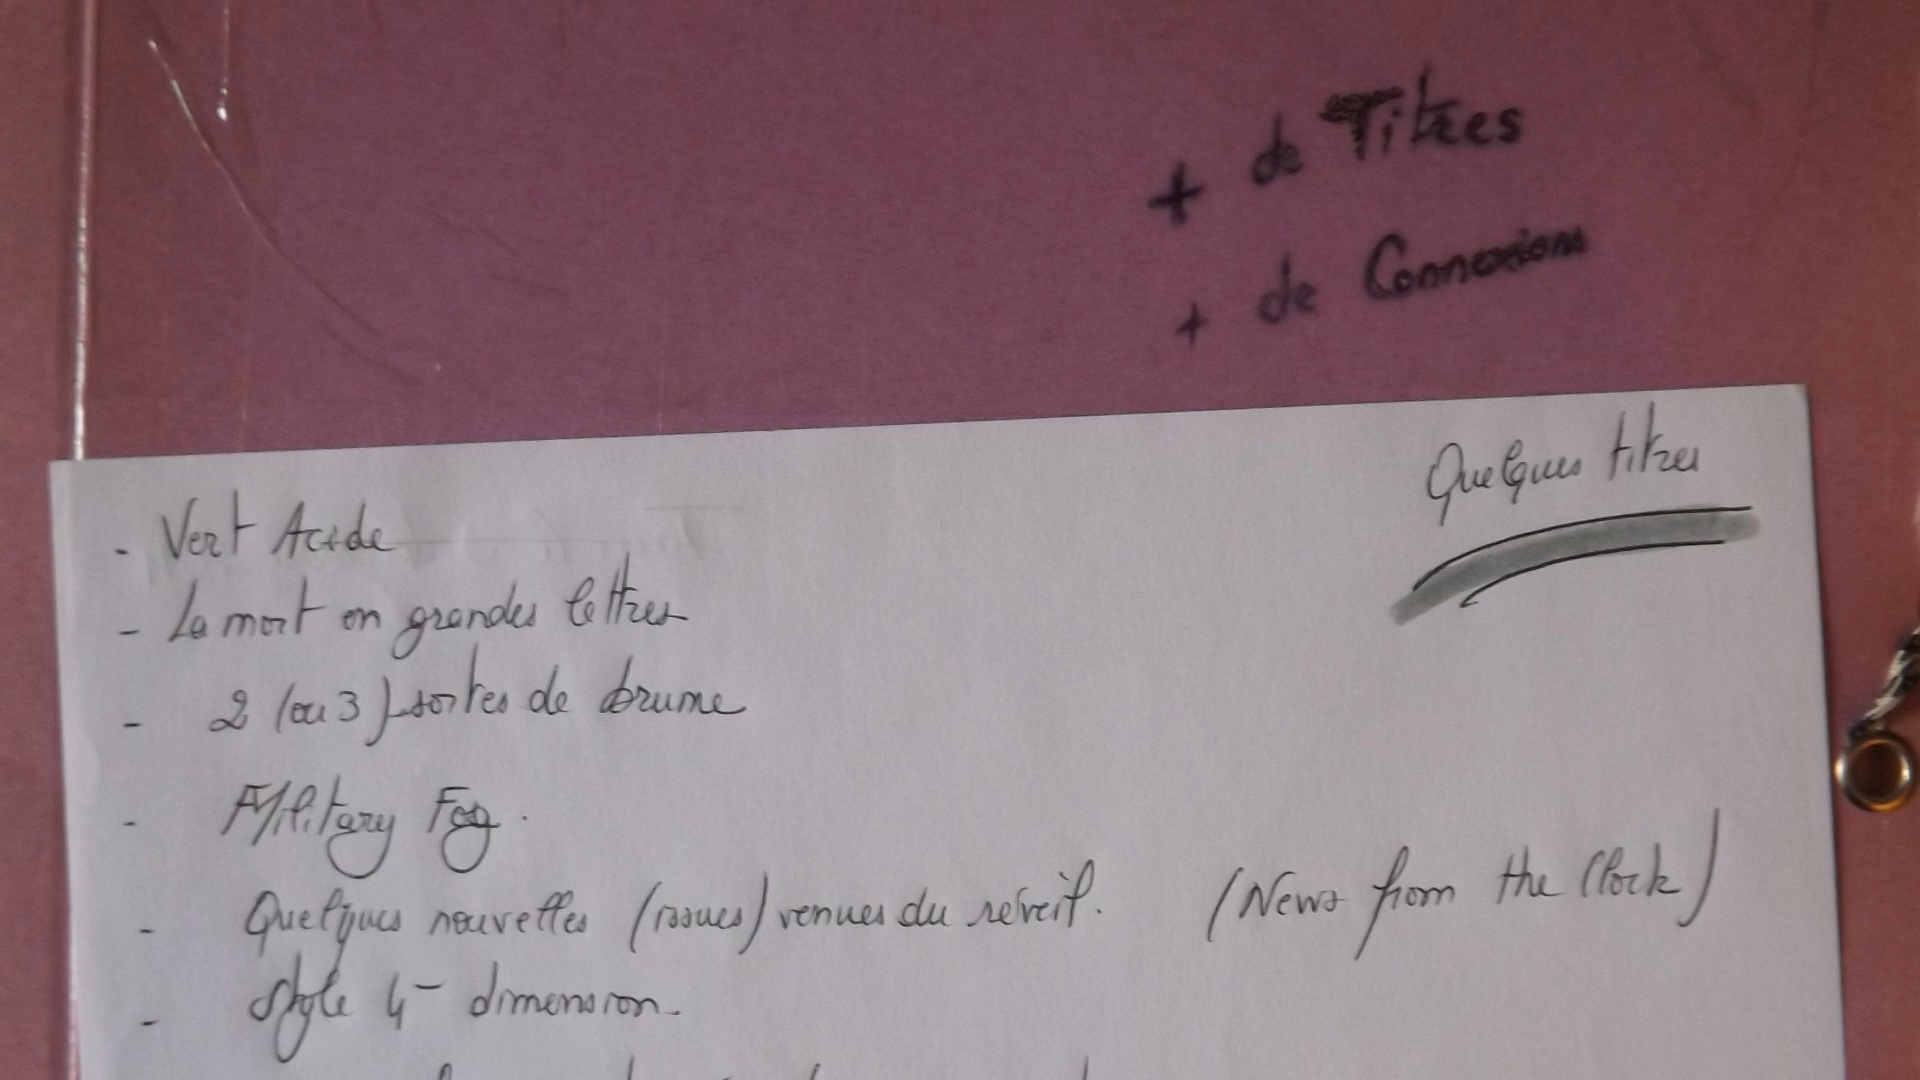 + de Titres
+ de Connexions
Quelques titres
- Vert Acide
- La mort en grandes lettres
- 2 (ou 3) sortes de brume
- Military Fog.
- Quelques nouvelles (issues) venues du réveil. (News from the Clock)
- Style 4- dimension.